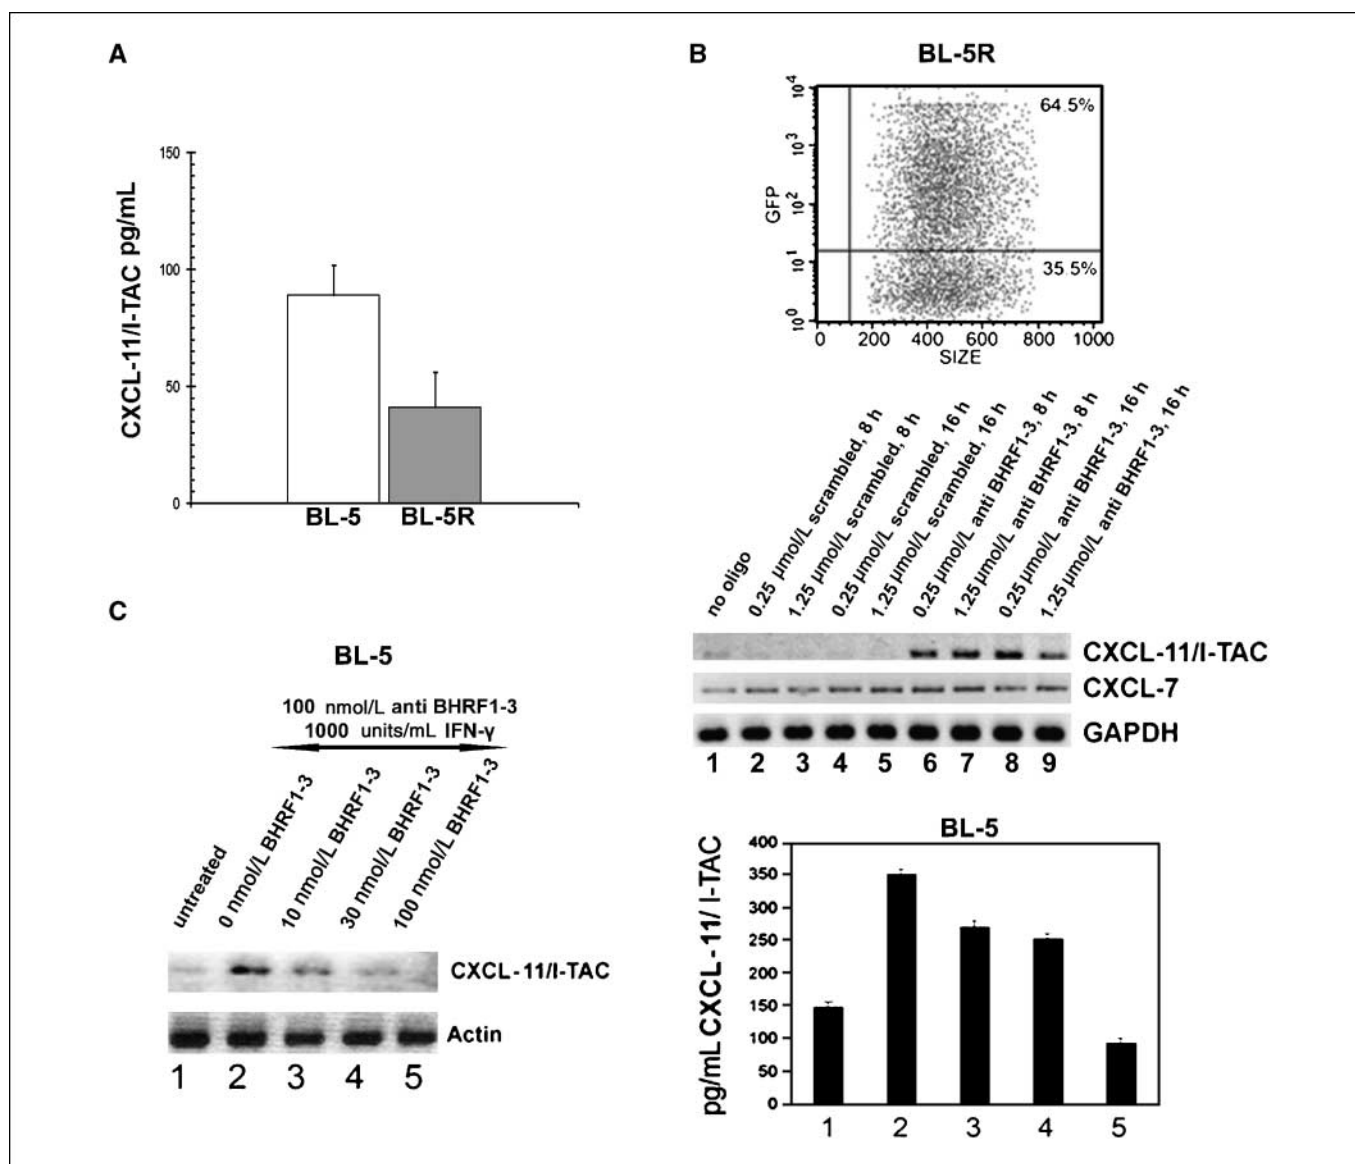 A
CXCL-11/I-TAC pg/mL
150
100
50
0
BL-5 BL-5R
B
BL-5R
GFP
10^4
10^3
10^2
10^1
10^0
64.5%
35.5%
0 200 400 600 800 1000
SIZE
no oligo
0.25 µmol/L scrambled, 8 h
1.25 µmol/L scrambled, 8 h
0.25 µmol/L scrambled, 16 h
1.25 µmol/L scrambled, 16 h
0.25 µmol/L anti BHRF1-3, 8 h
1.25 µmol/L anti BHRF1-3, 8 h
0.25 µmol/L anti BHRF1-3, 16 h
1.25 µmol/L anti BHRF1-3, 16 h
CXCL-11/I-TAC
CXCL-7
GAPDH
1 2 3 4 5 6 7 8 9
C
BL-5
100 nmol/L anti BHRF1-3
1000 units/mL IFN-γ
untreated
0 nmol/L BHRF1-3
10 nmol/L BHRF1-3
30 nmol/L BHRF1-3
100 nmol/L BHRF1-3
CXCL-11/I-TAC
Actin
1 2 3 4 5
BL-5
pg/mL CXCL-11/ I-TAC
400
350
300
250
200
150
100
50
0
1 2 3 4 5